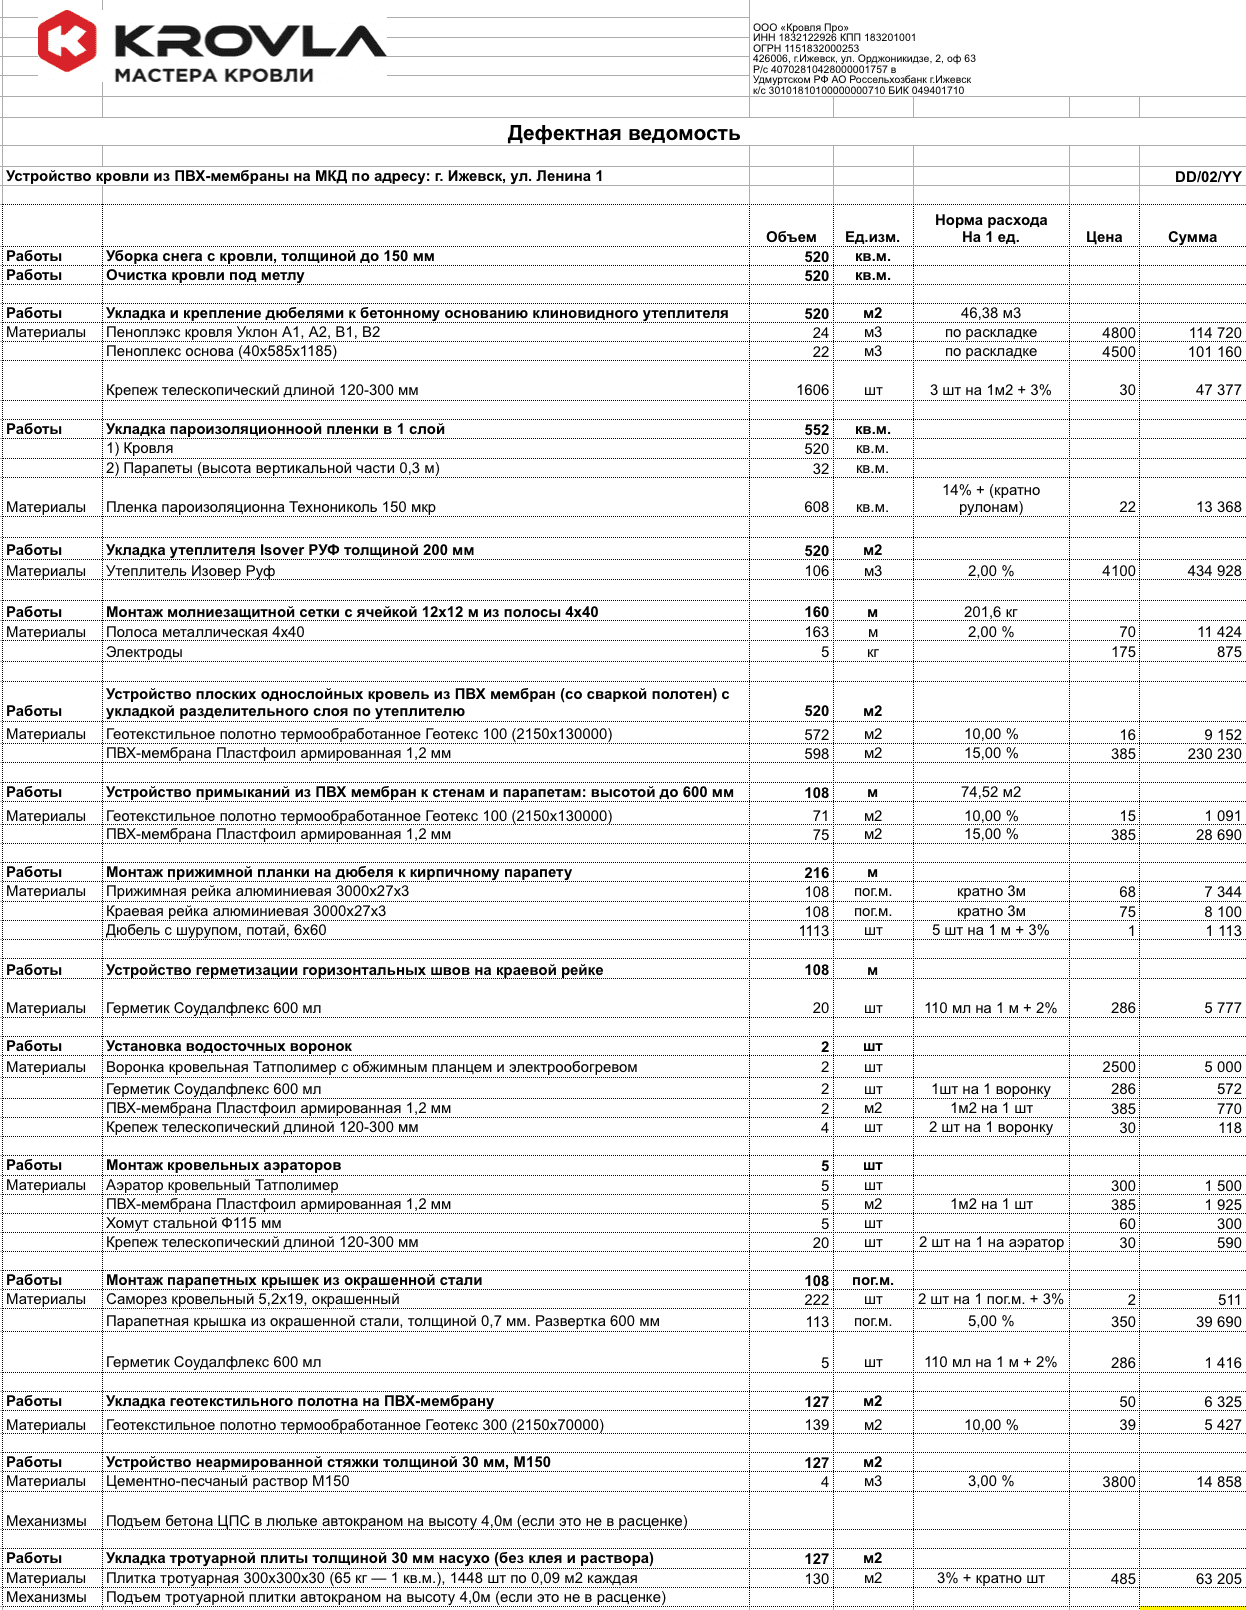 KROVLA
МАСТЕРА КРОВЛИ
ООО «Кровля Про»
ИНН 1832122926 КПП 183201001
ОГРН 1151832000253
426006, г.Ижевск, ул. Орджоникидзе, 2, оф 63
Р/с 40702810428000001757 в
Удмуртском РФ АО Россельхозбанк г.Ижевск
к/с 30101810100000000710 БИК 049401710
Дефектная ведомость
Устройство кровли из ПВХ-мембраны на МКД по адресу: г. Ижевск, ул. Ленина 1 DD/02/YY
Норма расхода
Объем Ед.изм. На 1 ед. Цена Сумма
Работы Уборка снега с кровли, толщиной до 150 мм 520 кв.м.
Работы Очистка кровли под метлу 520 кв.м.
Работы Укладка и крепление дюбелями к бетонному основанию клиновидного утеплителя 520 м2 46,38 м3
Материалы Пеноплэкс кровля Уклон А1, А2, В1, В2 24 м3 по раскладке 4800 114 720
Пеноплекс основа (40х585х1185) 22 м3 по раскладке 4500 101 160
Крепеж телескопический длиной 120-300 мм 1606 шт 3 шт на 1м2 + 3% 30 47 377
Работы Укладка пароизоляционноой пленки в 1 слой 552 кв.м.
1) Кровля 520 кв.м.
2) Парапеты (высота вертикальной части 0,3 м) 32 кв.м.
14% + (кратно
Материалы Пленка пароизоляционна Технониколь 150 мкр 608 кв.м. рулонам) 22 13 368
Работы Укладка утеплителя Isover РУФ толщиной 200 мм 520 м2
Материалы Утеплитель Изовер Руф 106 м3 2,00 % 4100 434 928
Работы Монтаж молниезащитной сетки с ячейкой 12х12 м из полосы 4х40 160 м 201,6 кг
Материалы Полоса металлическая 4х40 163 м 2,00 % 70 11 424
Электроды 5 кг 175 875
Устройство плоских однослойных кровель из ПВХ мембран (со сваркой полотен) с
Работы укладкой разделительного слоя по утеплителю 520 м2
Материалы Геотекстильное полотно термообработанное Геотекс 100 (2150х130000) 572 м2 10,00 % 16 9 152
ПВХ-мембрана Пластфоил армированная 1,2 мм 598 м2 15,00 % 385 230 230
Работы Устройство примыканий из ПВХ мембран к стенам и парапетам: высотой до 600 мм 108 м 74,52 м2
Материалы Геотекстильное полотно термообработанное Геотекс 100 (2150х130000) 71 м2 10,00 % 15 1 091
ПВХ-мембрана Пластфоил армированная 1,2 мм 75 м2 15,00 % 385 28 690
Работы Монтаж прижимной планки на дюбеля к кирпичному парапету 216 м
Материалы Прижимная рейка алюминиевая 3000х27х3 108 пог.м. кратно 3м 68 7 344
Краевая рейка алюминиевая 3000х27х3 108 пог.м. кратно 3м 75 8 100
Дюбель с шурупом, потай, 6х60 1113 шт 5 шт на 1 м + 3% 1 1 113
Работы Устройство герметизации горизонтальных швов на краевой рейке 108 м
Материалы Герметик Соудалфлекс 600 мл 20 шт 110 мл на 1 м + 2% 286 5 777
Работы Установка водосточных воронок 2 шт
Материалы Воронка кровельная Татполимер с обжимным планцем и электрообогревом 2 шт 2500 5 000
Герметик Соудалфлекс 600 мл 2 шт 1шт на 1 воронку 286 572
ПВХ-мембрана Пластфоил армированная 1,2 мм 2 м2 1м2 на 1 шт 385 770
Крепеж телескопический длиной 120-300 мм 4 шт 2 шт на 1 воронку 30 118
Работы Монтаж кровельных аэраторов 5 шт
Материалы Аэратор кровельный Татполимер 5 шт 300 1 500
ПВХ-мембрана Пластфоил армированная 1,2 мм 5 м2 1м2 на 1 шт 385 1 925
Хомут стальной Ф115 мм 5 шт 60 300
Крепеж телескопический длиной 120-300 мм 20 шт 2 шт на 1 на аэратор 30 590
Работы Монтаж парапетных крышек из окрашенной стали 108 пог.м.
Материалы Саморез кровельный 5,2х19, окрашенный 222 шт 2 шт на 1 пог.м. + 3% 2 511
Парапетная крышка из окрашенной стали, толщиной 0,7 мм. Развертка 600 мм 113 пог.м. 5,00 % 350 39 690
Герметик Соудалфлекс 600 мл 5 шт 110 мл на 1 м + 2% 286 1 416
Работы Укладка геотекстильного полотна на ПВХ-мембрану 127 м2 50 6 325
Материалы Геотекстильное полотно термообработанное Геотекс 300 (2150х70000) 139 м2 10,00 % 39 5 427
Работы Устройство неармированной стяжки толщиной 30 мм, М150 127 м2
Материалы Цементно-песчаный раствор М150 4 м3 3,00 % 3800 14 858
Механизмы Подъем бетона ЦПС в люльке автокраном на высоту 4,0м (если это не в расценке)
Работы Укладка тротуарной плиты толщиной 30 мм насухо (без клея и раствора) 127 м2
Материалы Плитка тротуарная 300х300х30 (65 кг — 1 кв.м.), 1448 шт по 0,09 м2 каждая 130 м2 3% + кратно шт 485 63 205
Механизмы Подъем тротуарной плитки автокраном на высоту 4,0м (если это не в расценке)